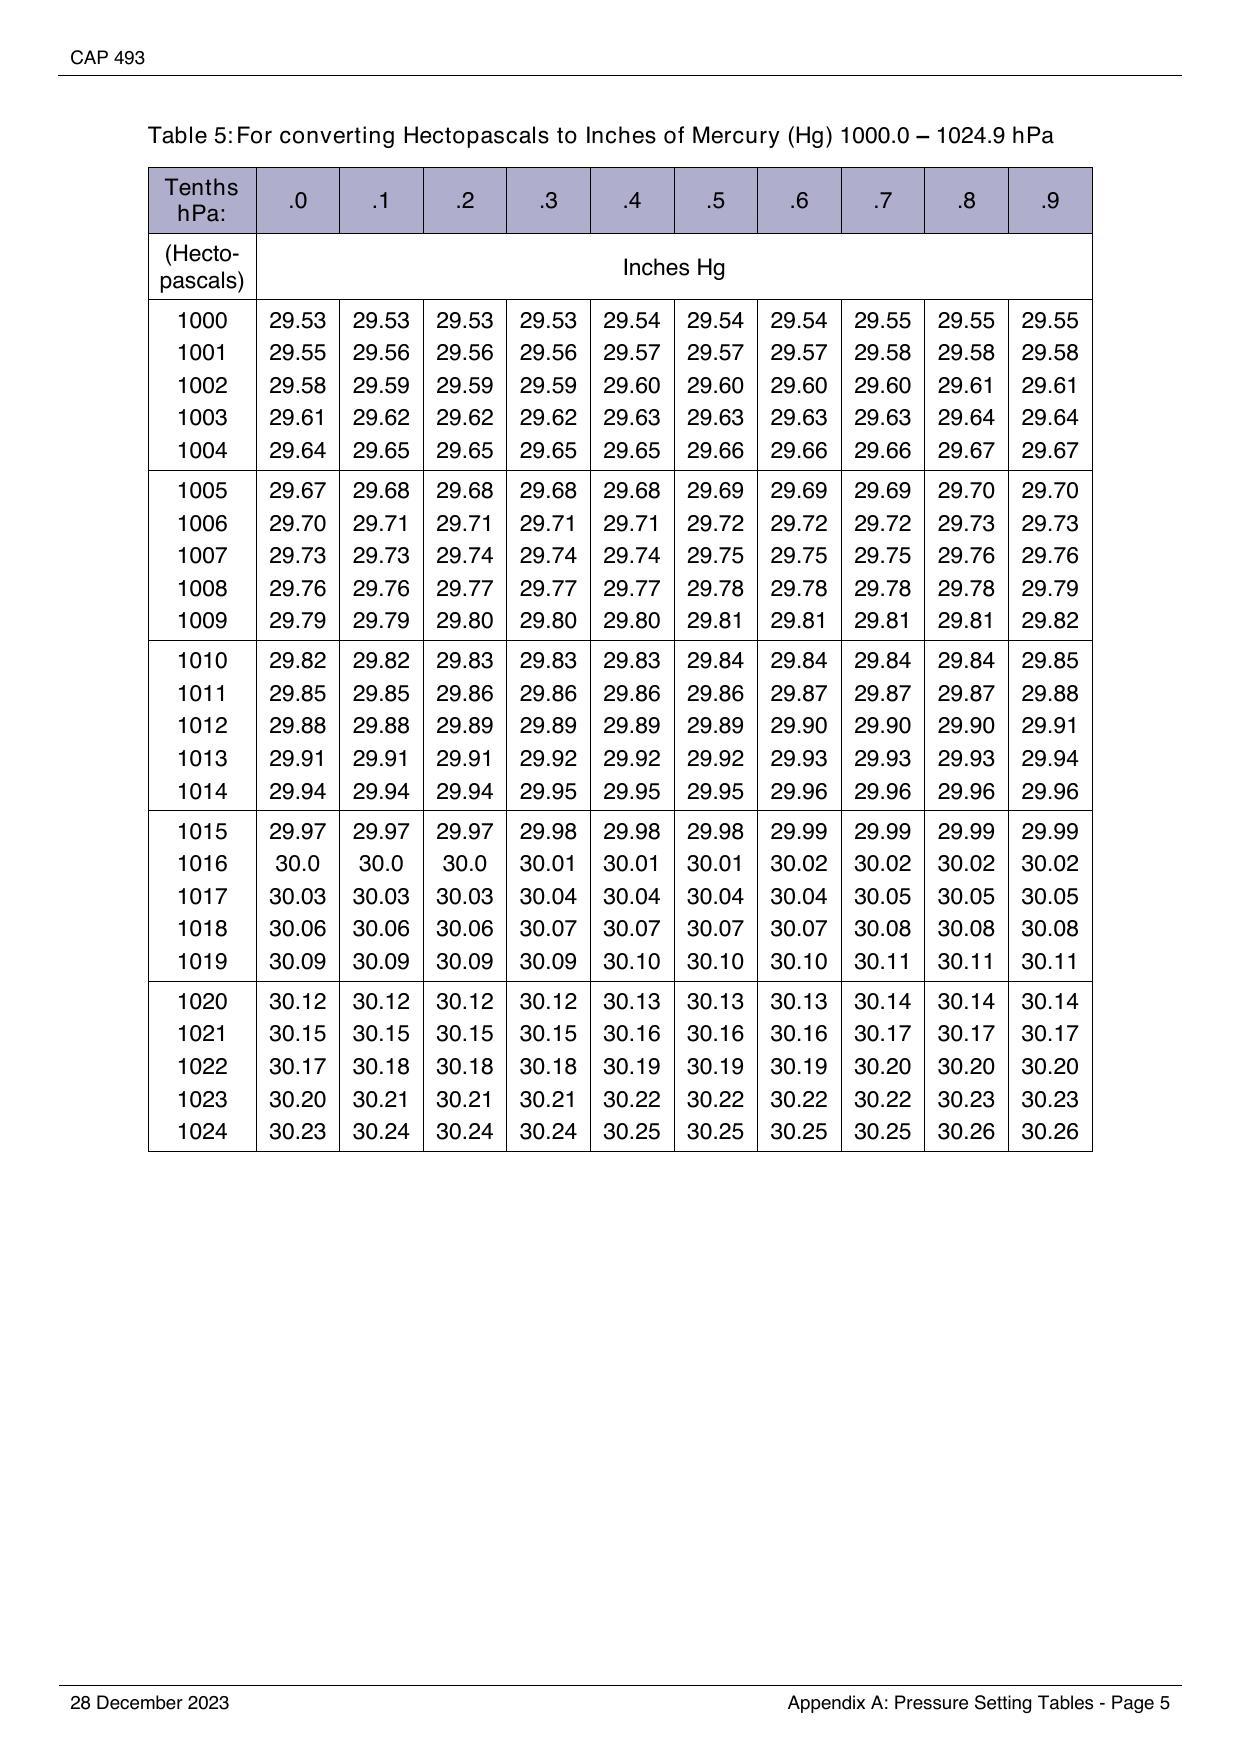 CAP 493
Table 5: For converting Hectopascals to Inches of Mercury (Hg) 1000.0 – 1024.9 hPa
Tenths
hPa: .0 .1 .2 .3 .4 .5 .6 .7 .8 .9
(Hecto-
pascals) Inches Hg
1000 29.53 29.53 29.53 29.53 29.54 29.54 29.54 29.55 29.55 29.55
1001 29.55 29.56 29.56 29.56 29.57 29.57 29.57 29.58 29.58 29.58
1002 29.58 29.59 29.59 29.59 29.60 29.60 29.60 29.60 29.61 29.61
1003 29.61 29.62 29.62 29.62 29.63 29.63 29.63 29.63 29.64 29.64
1004 29.64 29.65 29.65 29.65 29.65 29.66 29.66 29.66 29.67 29.67
1005 29.67 29.68 29.68 29.68 29.68 29.69 29.69 29.69 29.70 29.70
1006 29.70 29.71 29.71 29.71 29.71 29.72 29.72 29.72 29.73 29.73
1007 29.73 29.73 29.74 29.74 29.74 29.75 29.75 29.75 29.76 29.76
1008 29.76 29.76 29.77 29.77 29.77 29.78 29.78 29.78 29.78 29.79
1009 29.79 29.79 29.80 29.80 29.80 29.81 29.81 29.81 29.81 29.82
1010 29.82 29.82 29.83 29.83 29.83 29.84 29.84 29.84 29.84 29.85
1011 29.85 29.85 29.86 29.86 29.86 29.86 29.87 29.87 29.87 29.88
1012 29.88 29.88 29.89 29.89 29.89 29.89 29.90 29.90 29.90 29.91
1013 29.91 29.91 29.91 29.92 29.92 29.92 29.93 29.93 29.93 29.94
1014 29.94 29.94 29.94 29.95 29.95 29.95 29.96 29.96 29.96 29.96
1015 29.97 29.97 29.97 29.98 29.98 29.98 29.99 29.99 29.99 29.99
1016 30.0 30.0 30.0 30.01 30.01 30.01 30.02 30.02 30.02 30.02
1017 30.03 30.03 30.03 30.04 30.04 30.04 30.04 30.05 30.05 30.05
1018 30.06 30.06 30.06 30.07 30.07 30.07 30.07 30.08 30.08 30.08
1019 30.09 30.09 30.09 30.09 30.10 30.10 30.10 30.11 30.11 30.11
1020 30.12 30.12 30.12 30.12 30.13 30.13 30.13 30.14 30.14 30.14
1021 30.15 30.15 30.15 30.15 30.16 30.16 30.16 30.17 30.17 30.17
1022 30.17 30.18 30.18 30.18 30.19 30.19 30.19 30.20 30.20 30.20
1023 30.20 30.21 30.21 30.21 30.22 30.22 30.22 30.22 30.23 30.23
1024 30.23 30.24 30.24 30.24 30.25 30.25 30.25 30.25 30.26 30.26
28 December 2023 Appendix A: Pressure Setting Tables - Page 5